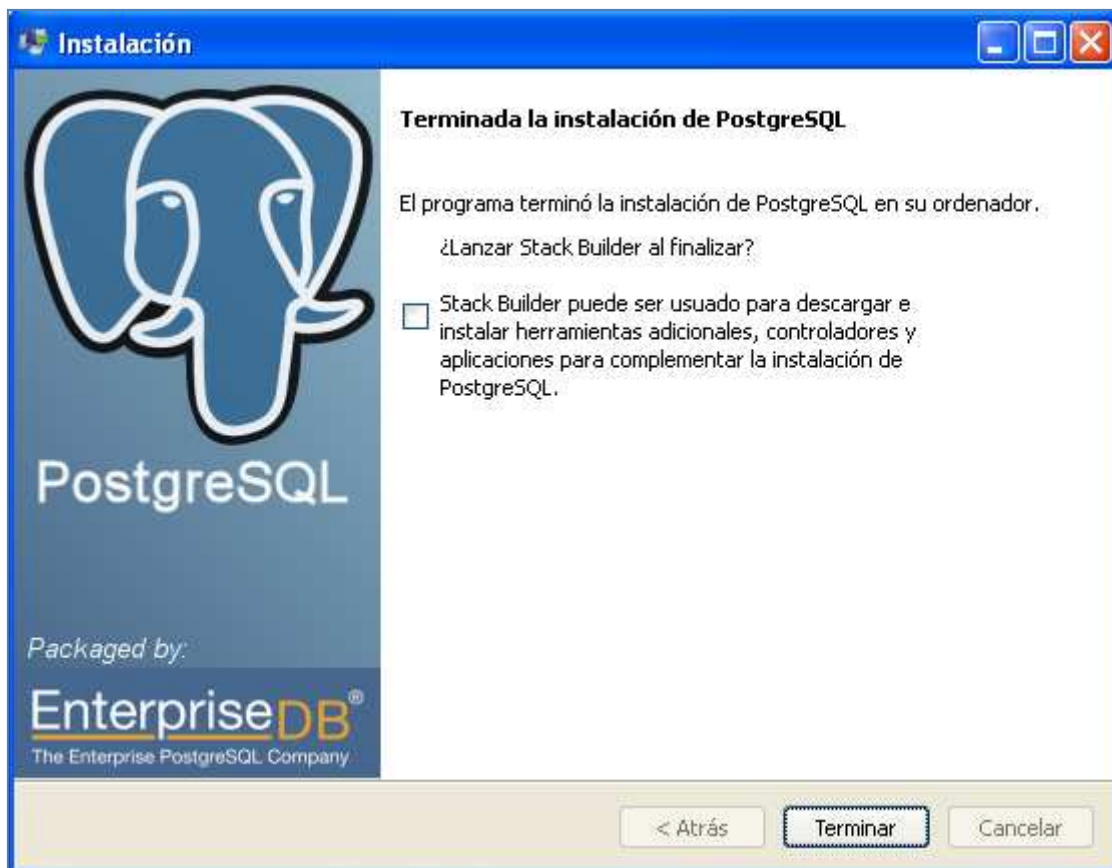 Instalación
Terminada la instalación de PostgreSQL
El programa terminó la instalación de PostgreSQL en su ordenador.
¿Lanzar Stack Builder al finalizar?
Stack Builder puede ser usuado para descargar e
instalar herramientas adicionales, controladores y
aplicaciones para complementar la instalación de
PostgreSQL.
PostgreSQL
Packaged by:
EnterpriseDB®
The Enterprise PostgreSQL Company
< Atrás
Terminar
Cancelar